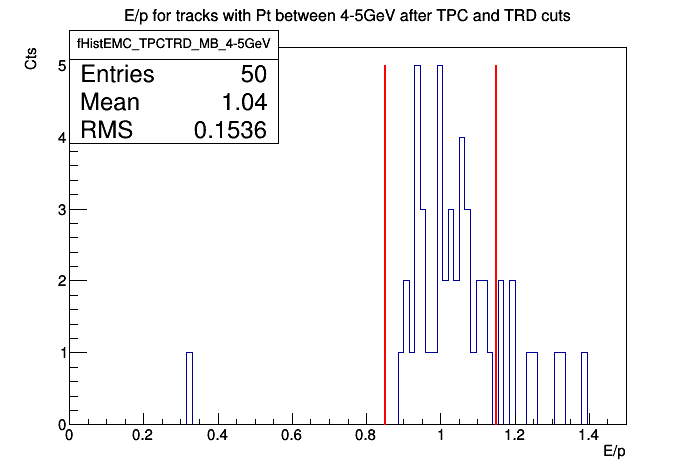 E/p for tracks with Pt between 4-5GeV after TPC and TRD cuts
fHistEMC_TPCTRD_MB_4-5GeV
Entries 50
Mean 1.04
RMS 0.1536
Cts
5
4
3
2
1
0
0 0.2 0.4 0.6 0.8 1 1.2 1.4
E/p